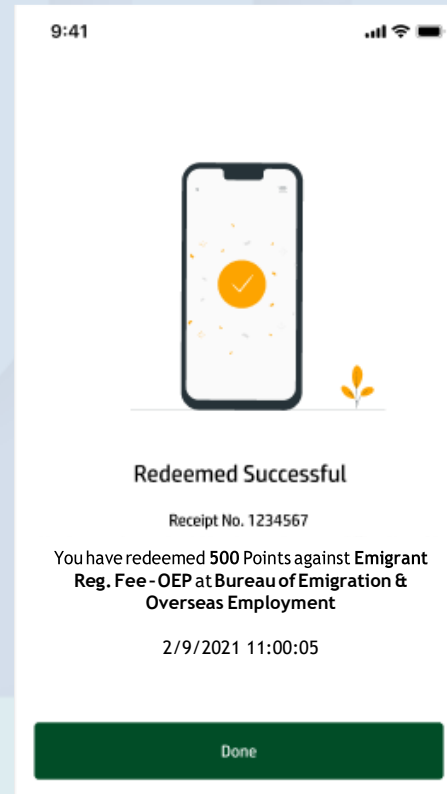 9:41
Redeemed Successful
Receipt No. 1234567
You have redeemed 500 Points against Emigrant
Reg. Fee - OEP at Bureau of Emigration &
Overseas Employment
2/9/2021 11:00:05
Done